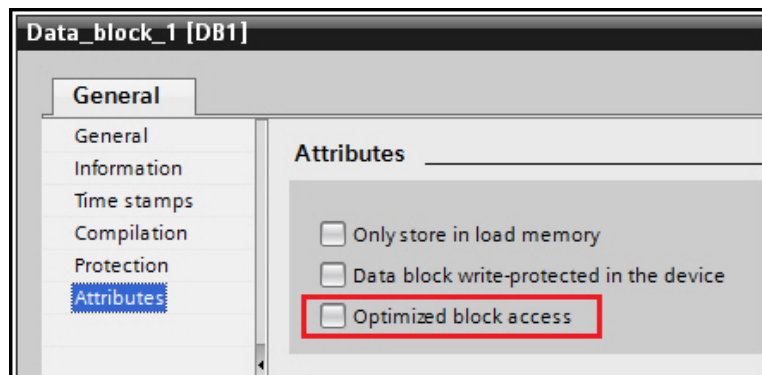 Data_block_1 [DB1]
General
General
Information
Time stamps
Compilation
Protection
Attributes
Attributes
Only store in load memory
Data block write-protected in the device
Optimized block access